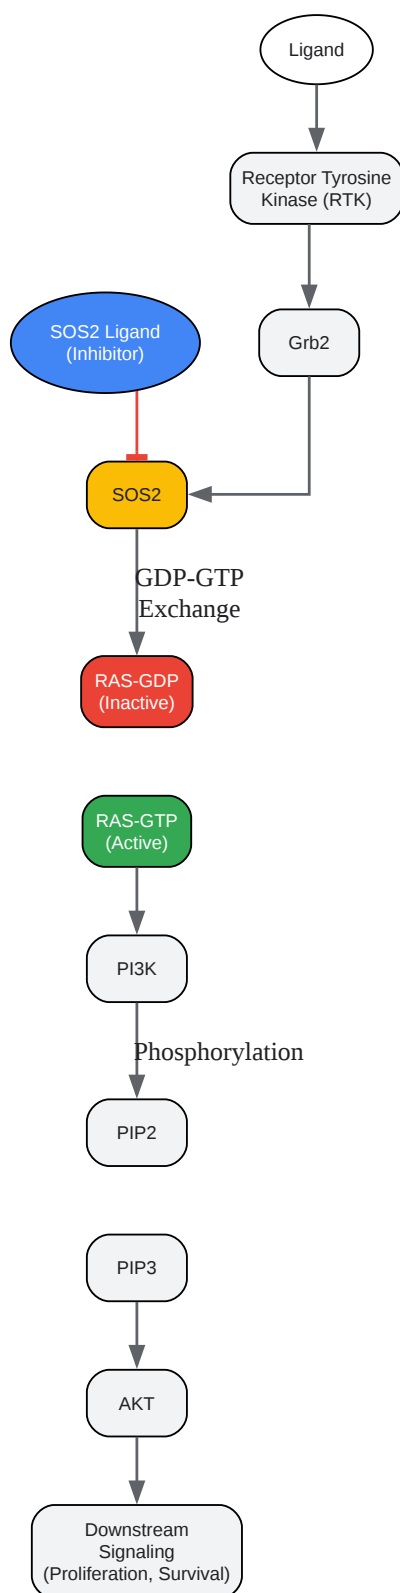 Ligand
Receptor Tyrosine
Kinase (RTK)
SOS2 Ligand
(Inhibitor)
Grb2
SOS2
GDP-GTP
Exchange
RAS-GDP
(Inactive)
RAS-GTP
(Active)
PI3K
Phosphorylation
PIP2
PIP3
AKT
Downstream
Signaling
(Proliferation, Survival)